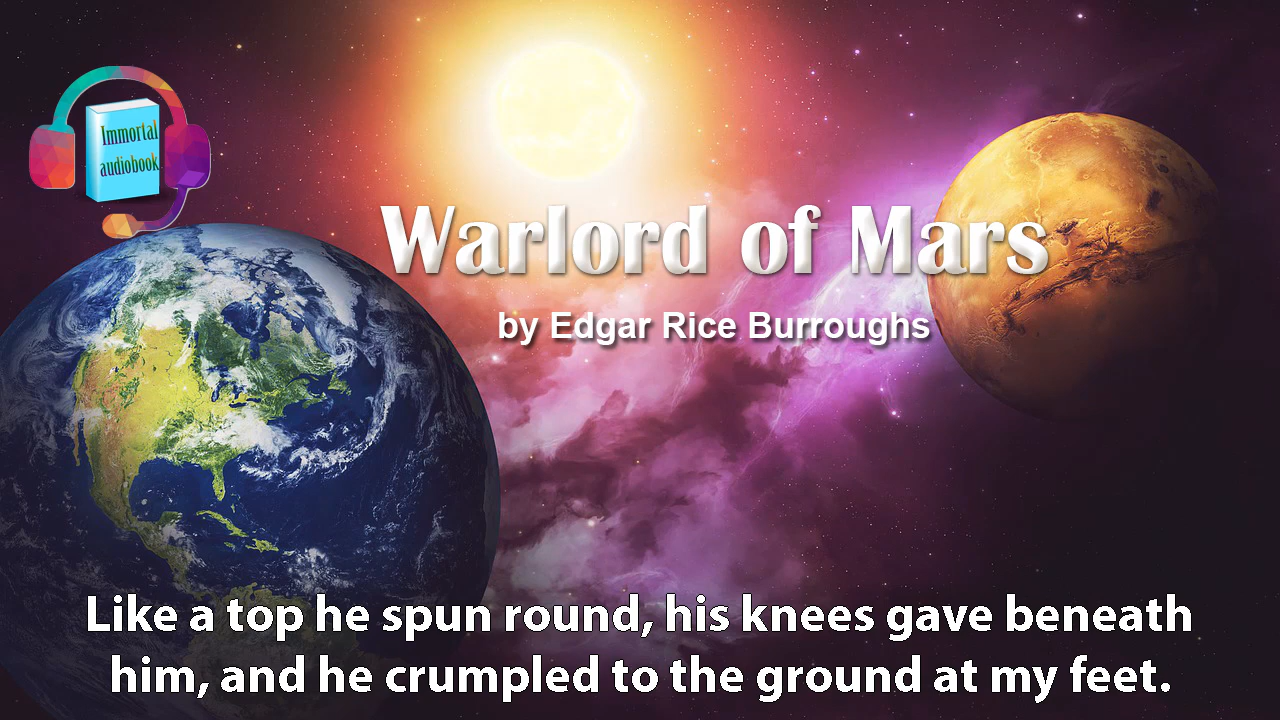 Immortal
audiobook
Warlord of Mars
by Edgar Rice Burroughs
Like a top he spun round, his knees gave beneath
him, and he crumpled to the ground at my feet.